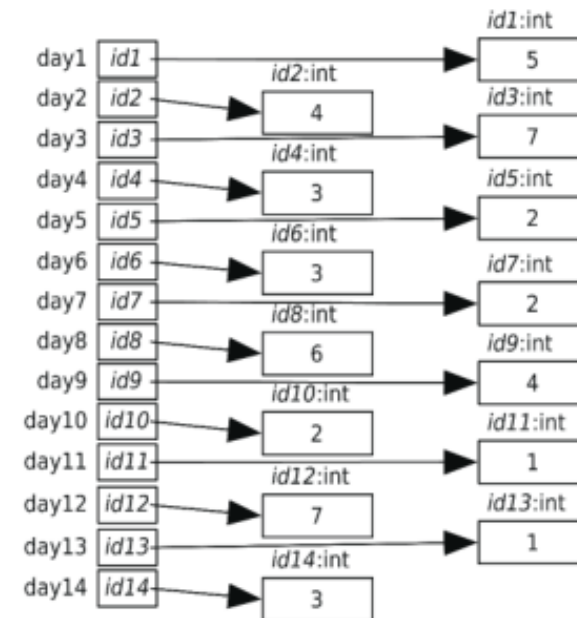 id1:int
day1 id1 5
id2:int
day2 id2 4
id3:int
day3 id3 7
id4:int
day4 id4 3
id5:int
day5 id5 2
id6:int
day6 id6 3
id7:int
day7 id7 2
id8:int
day8 id8 6
id9:int
day9 id9 4
id10:int
day10 id10 2
id11:int
day11 id11 1
id12:int
day12 id12 7
id13:int
day13 id13 1
id14:int
day14 id14 3